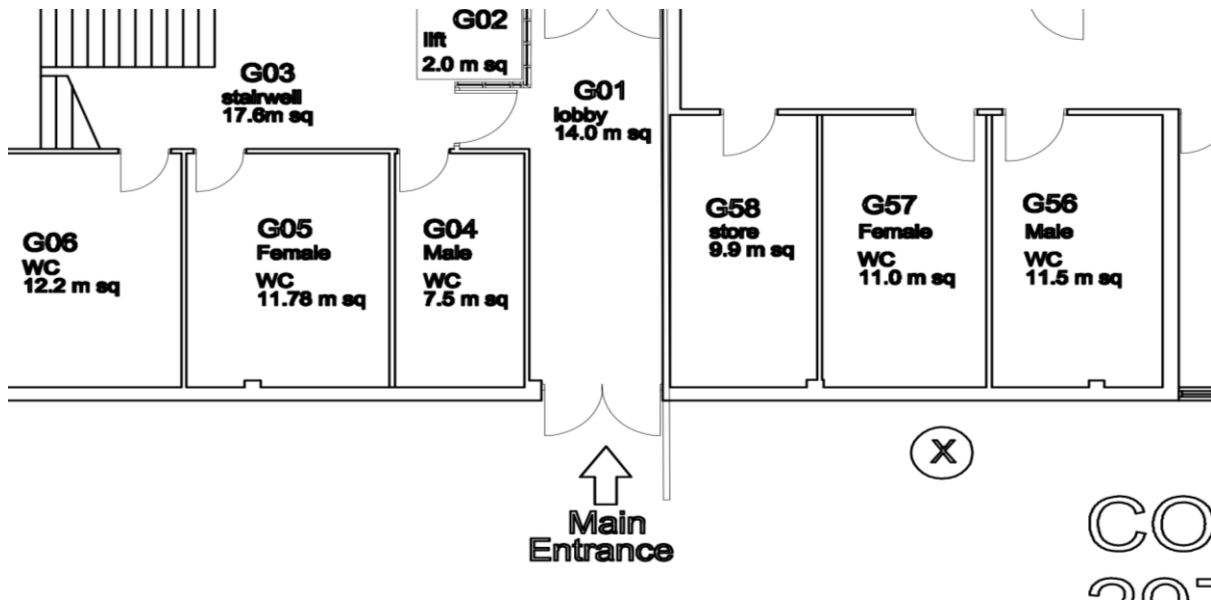 G02
lift
2.0 m sq
G03
stairwell
17.6m sq
G01
lobby
14.0 m sq
G06
WC
12.2 m sq
G05
Female
WC
11.78 m sq
G04
Male
WC
7.5 m sq
G58
store
9.9 m sq
G57
Female
WC
11.0 m sq
G56
Male
WC
11.5 m sq
X
Main
Entrance
CO